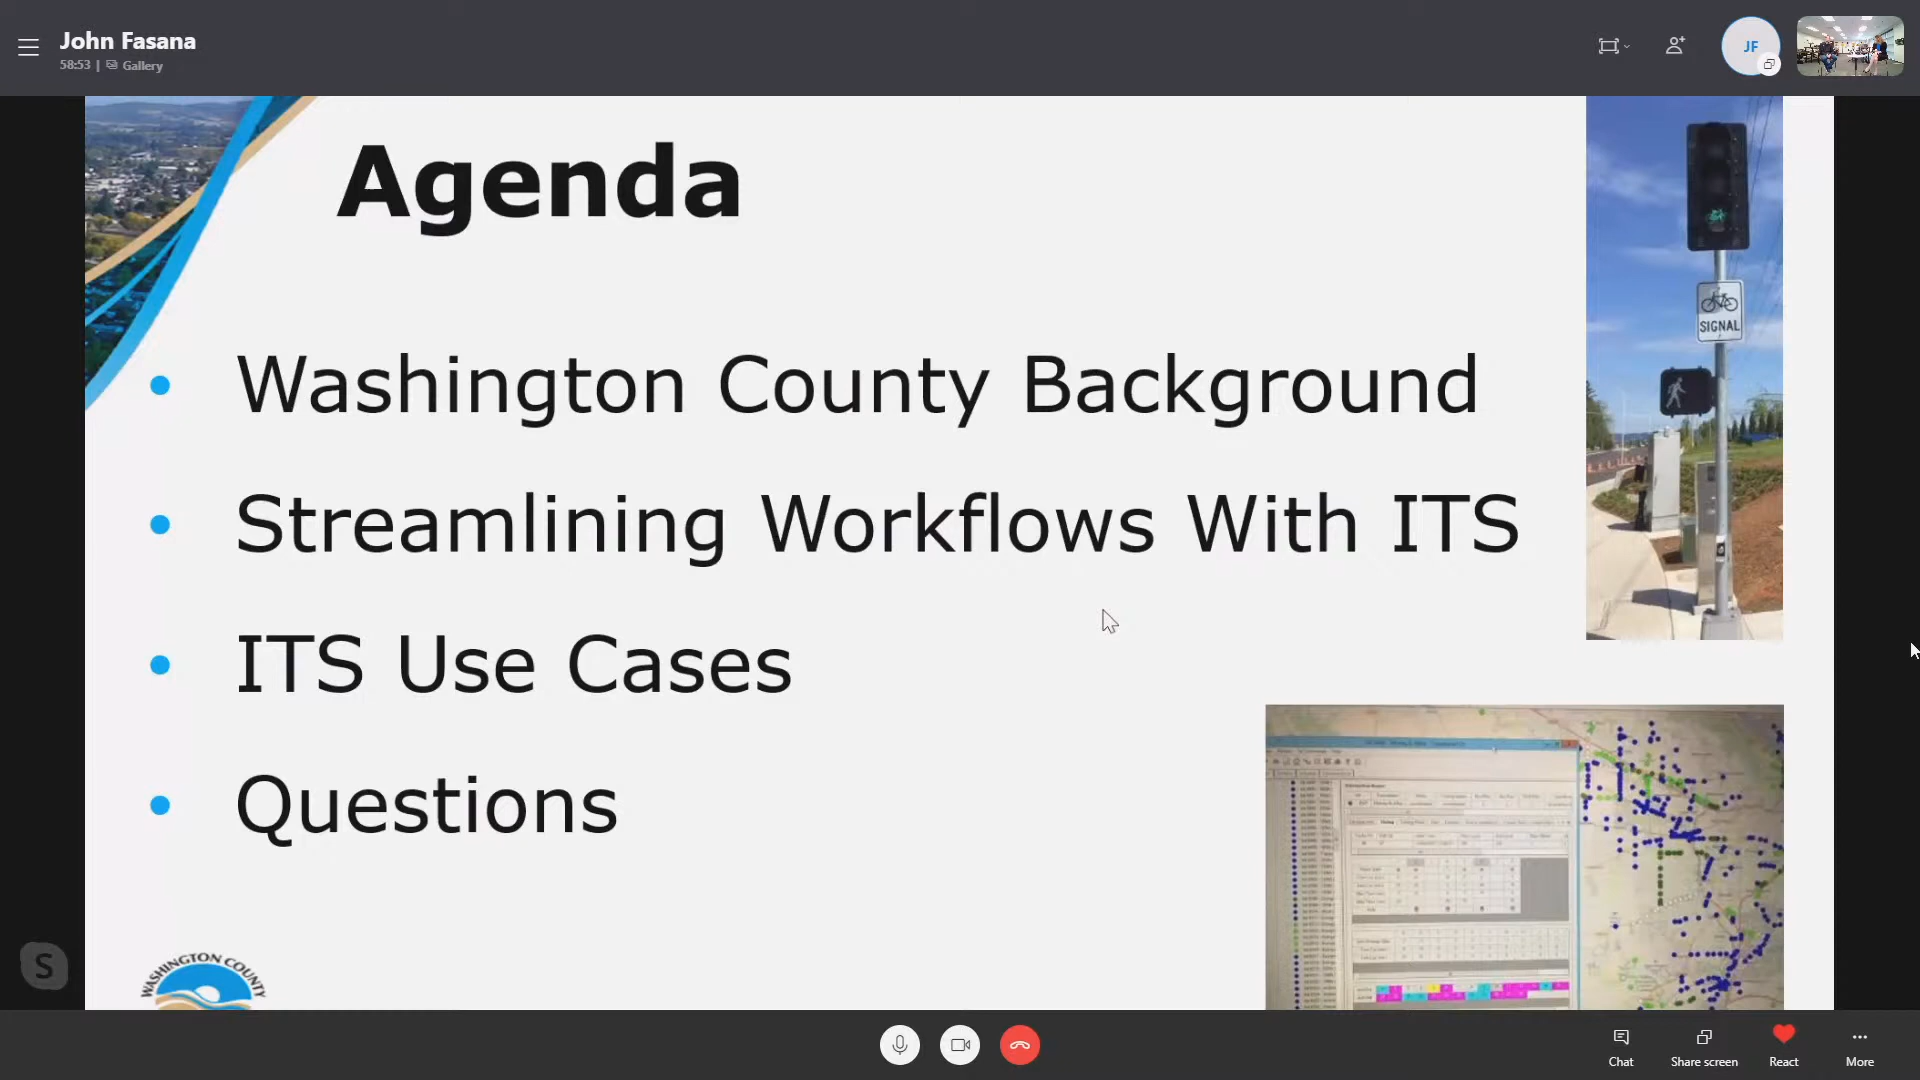 John Fasana
58:53 | Gallery
JF
Agenda
SIGNAL
Washington County Background
Streamlining Workflows With ITS
ITS Use Cases
Questions
WASHINGTON COUNTY
S
Chat
Share screen
React
More